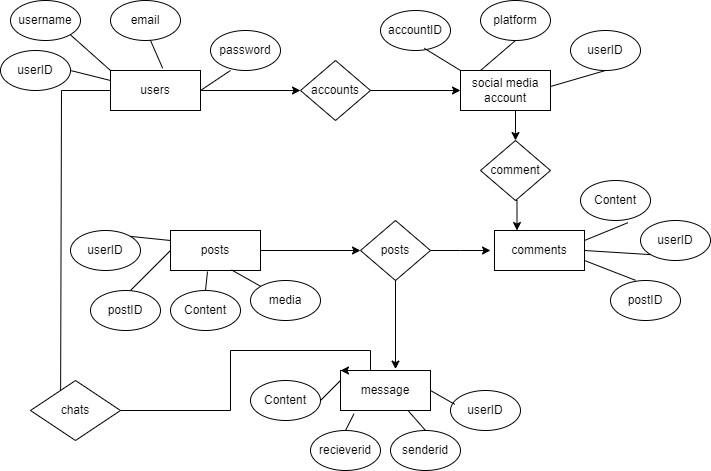 username
email
platform
accountID
password
userID
userID
users
accounts
social media
account
comment
Content
userID
userID
posts
posts
comments
postID
Content
media
postID
chats
Content
message
userID
recieverid
senderid